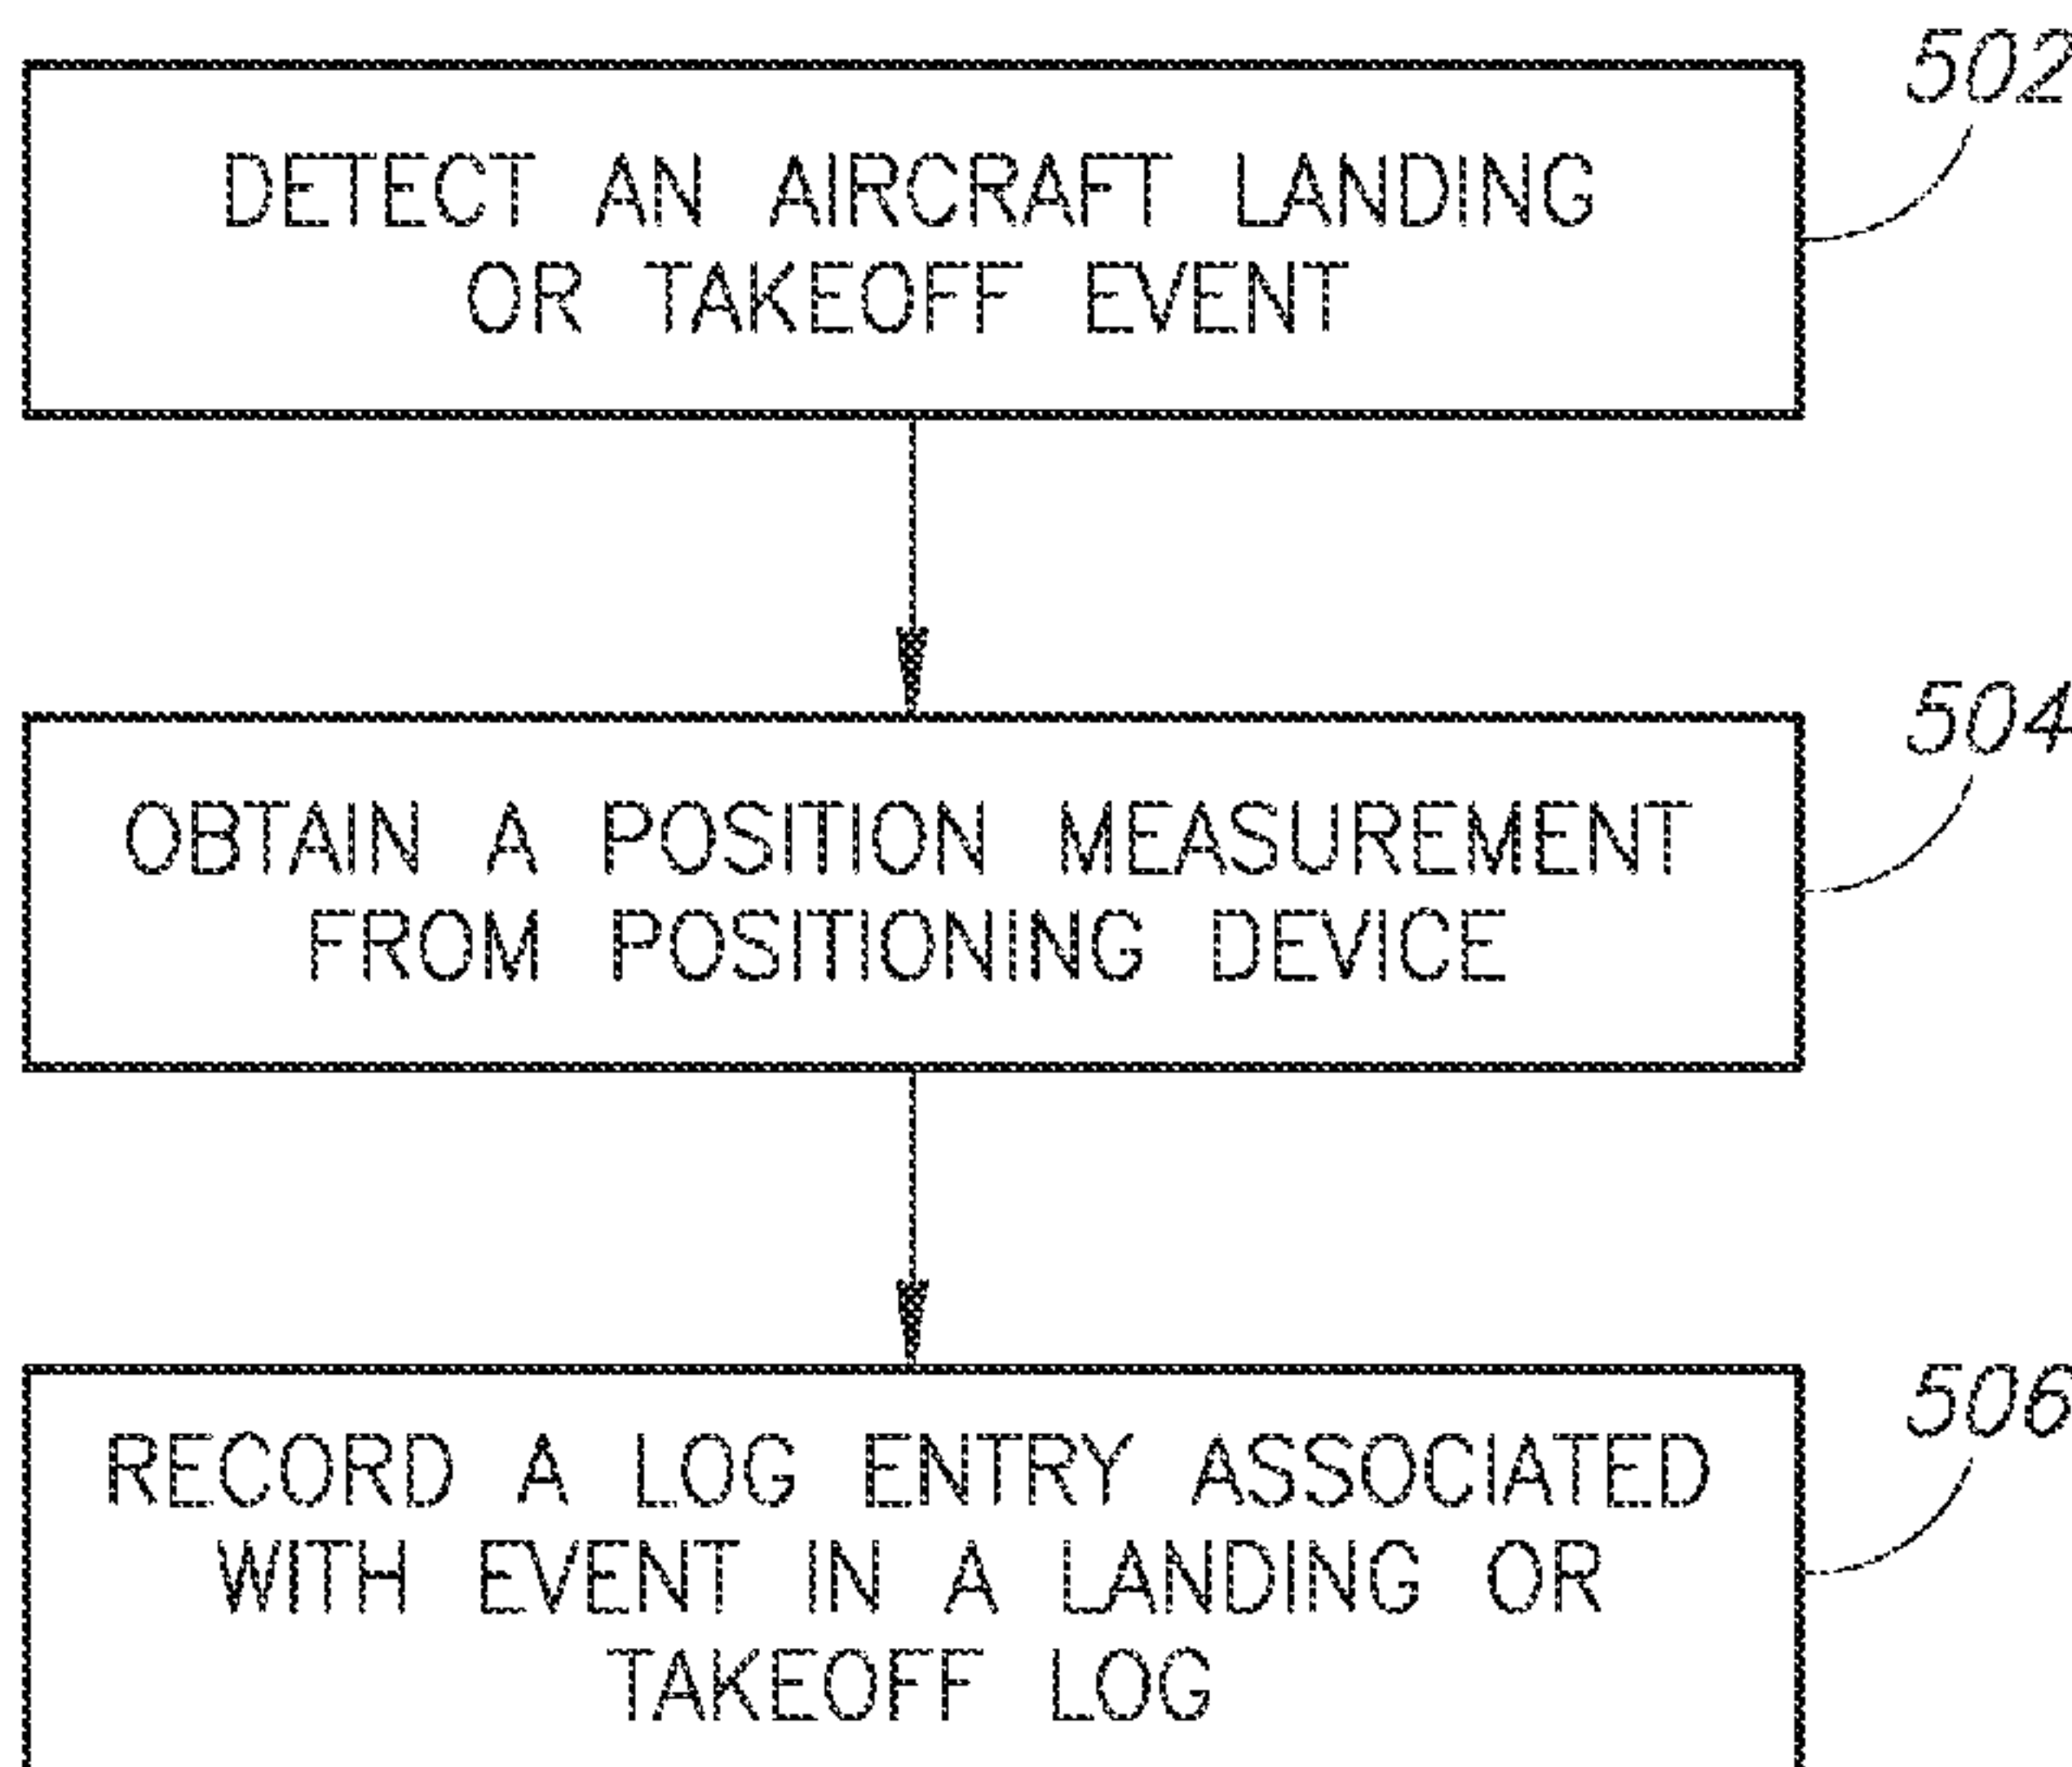 502
DETECT AN AIRCRAFT LANDING
OR TAKEOFF EVENT
504
OBTAIN A POSITION MEASUREMENT
FROM POSITIONING DEVICE
506
RECORD A LOG ENTRY ASSOCIATED
WITH EVENT IN A LANDING OR
TAKEOFF LOG